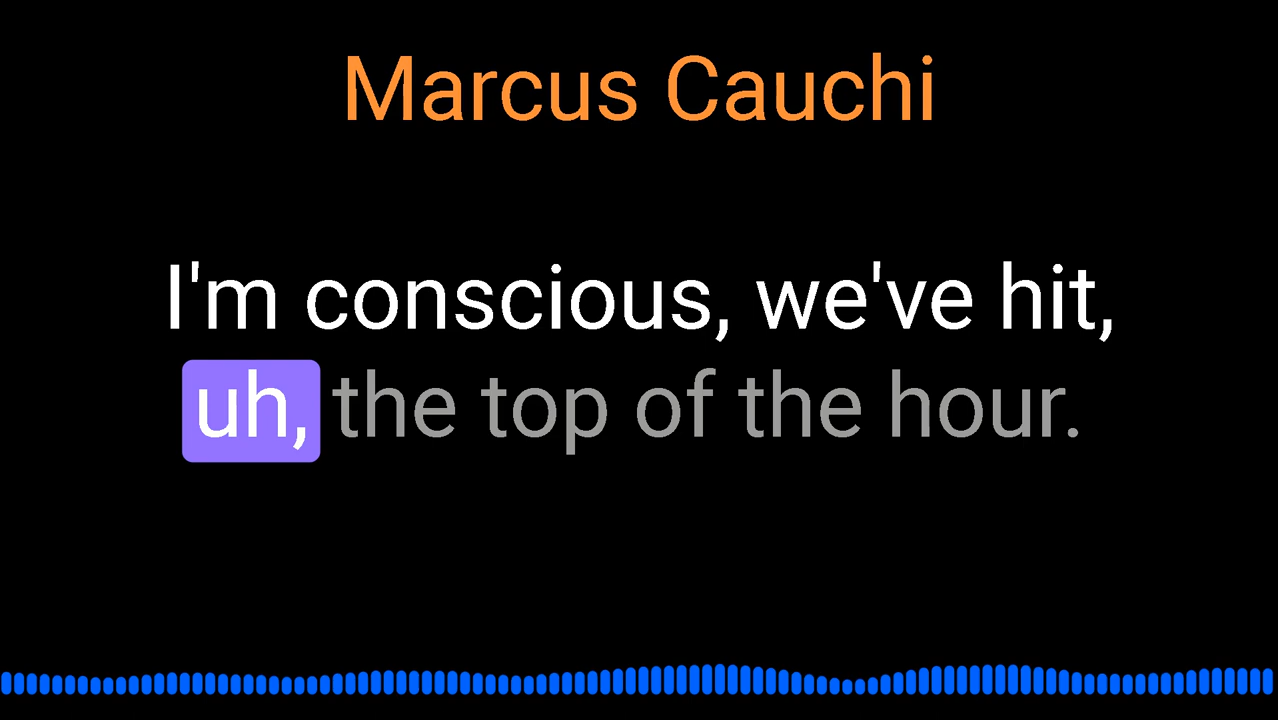 Marcus Cauchi
I'm conscious, we've hit,
uh, the top of the hour.